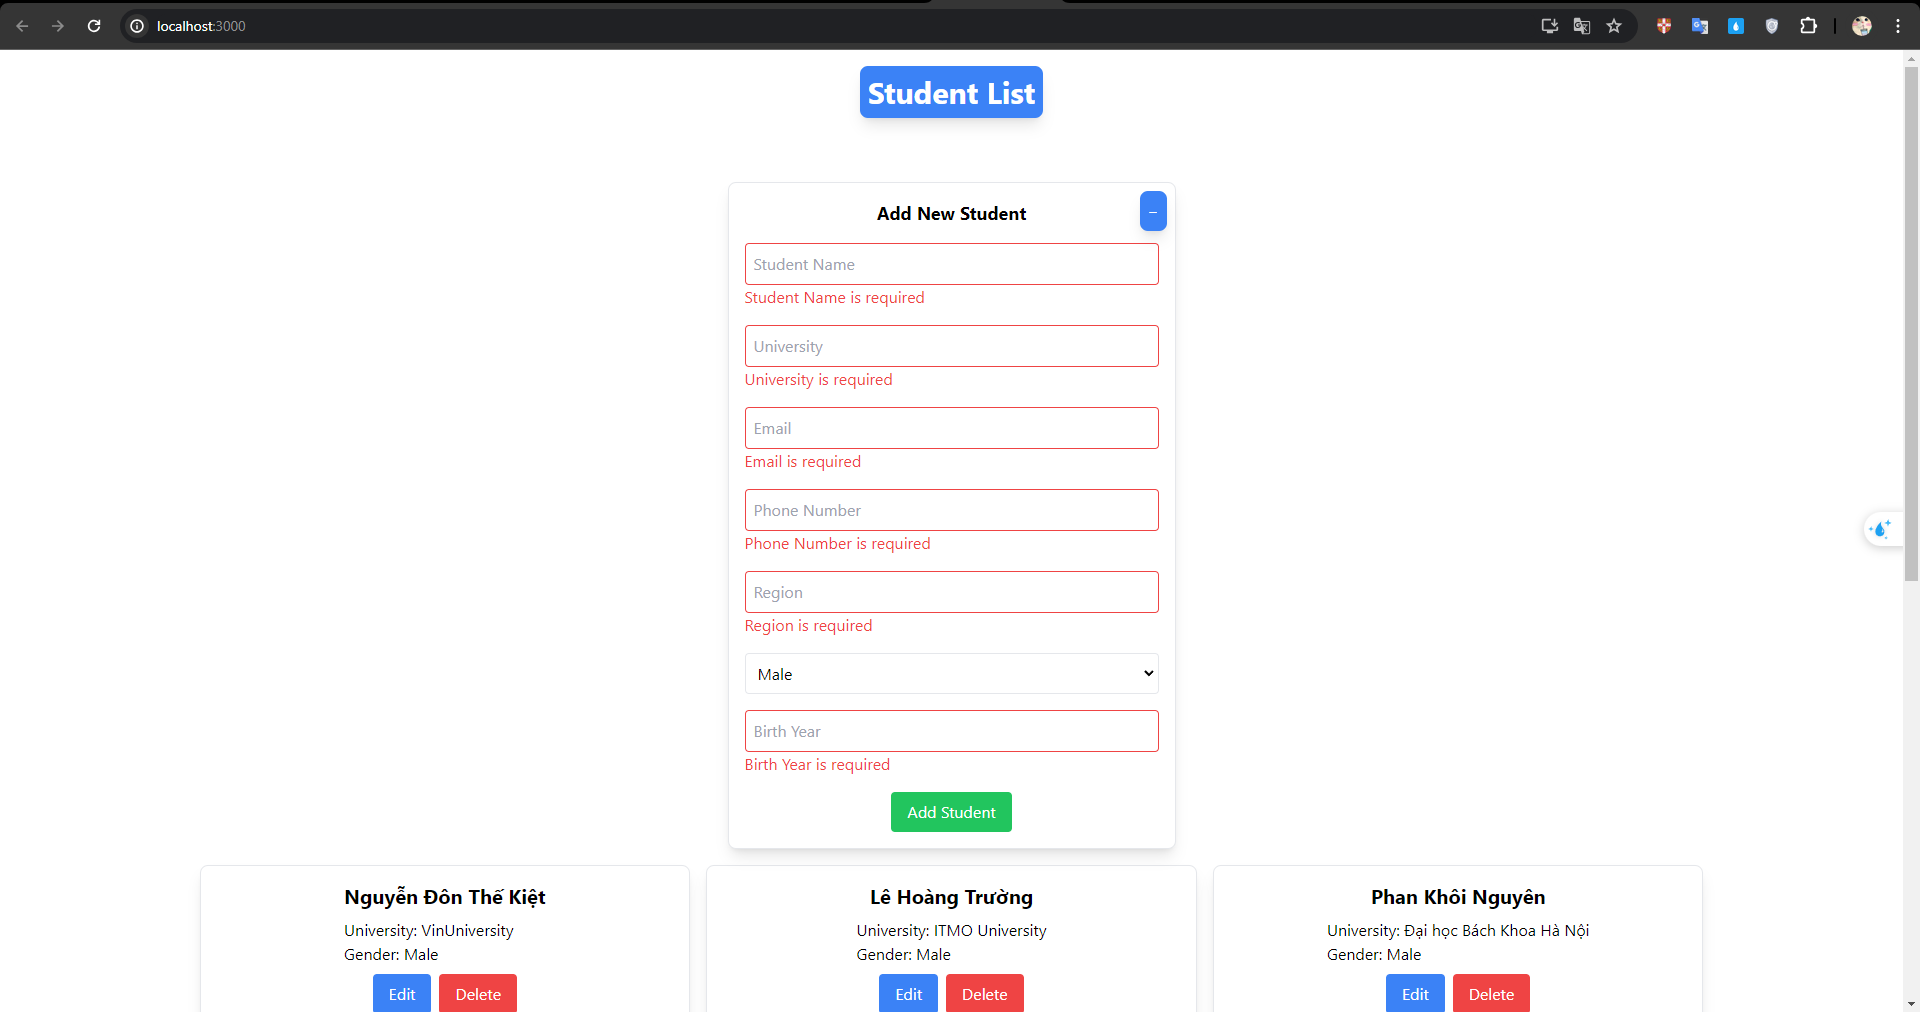 localhost:3000
Student List
Add New Student
–
Student Name
Student Name is required
University
University is required
Email
Email is required
Phone Number
Phone Number is required
Region
Region is required
Male
Birth Year
Birth Year is required
Add Student
Nguyễn Đôn Thế Kiệt
University: VinUniversity
Gender: Male
Edit Delete
Lê Hoàng Trường
University: ITMO University
Gender: Male
Edit Delete
Phan Khôi Nguyên
University: Đại học Bách Khoa Hà Nội
Gender: Male
Edit Delete